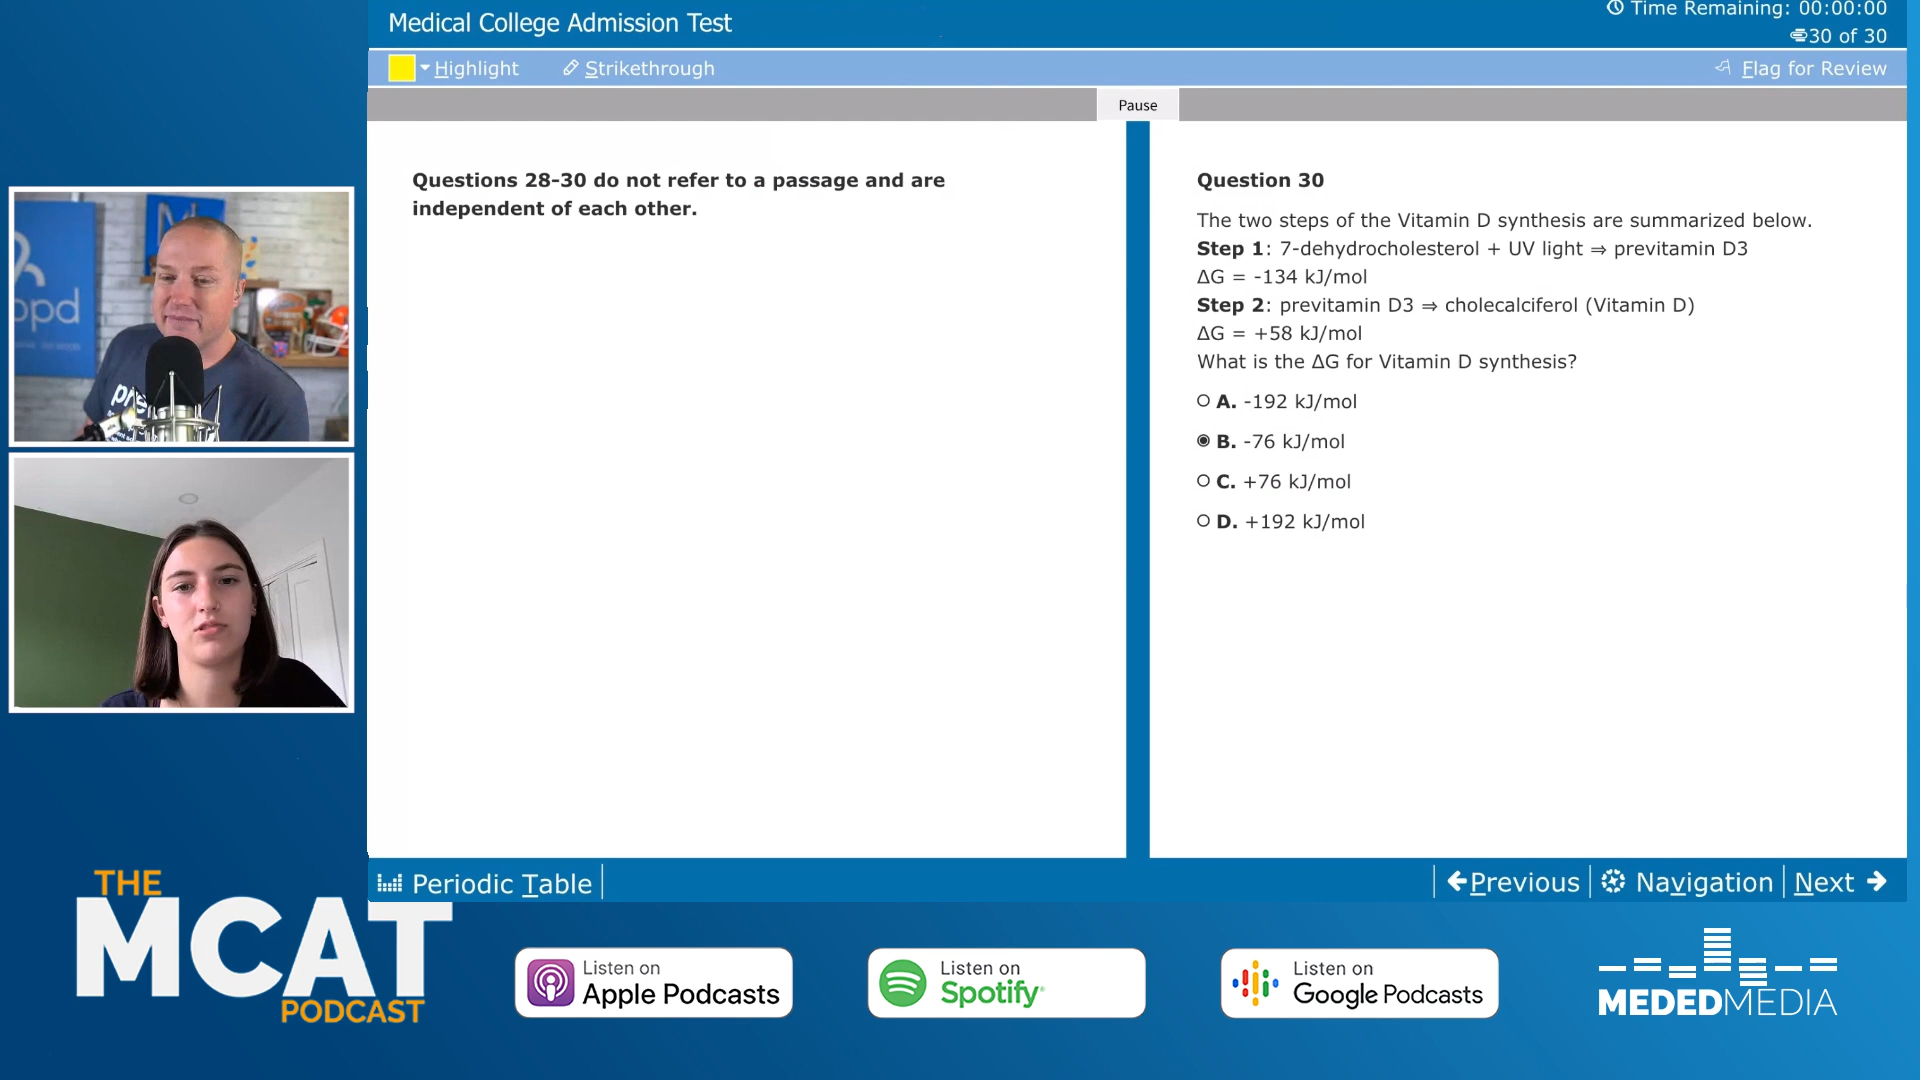 Medical College Admission Test
Time Remaining: 00:00:00
30 of 30
Highlight
Strikethrough
Flag for Review
Pause
Questions 28-30 do not refer to a passage and are
independent of each other.
Question 30
The two steps of the Vitamin D synthesis are summarized below.
Step 1: 7-dehydrocholesterol + UV light ⇒ previtamin D3
ΔG = -134 kJ/mol
Step 2: previtamin D3 ⇒ cholecalciferol (Vitamin D)
ΔG = +58 kJ/mol
What is the ΔG for Vitamin D synthesis?
A. -192 kJ/mol
B. -76 kJ/mol
C. +76 kJ/mol
D. +192 kJ/mol
Periodic Table
Previous
Navigation
Next
THE
MCAT
PODCAST
Listen on
Apple Podcasts
Listen on
Spotify
Listen on
Google Podcasts
MEDEDMEDIA